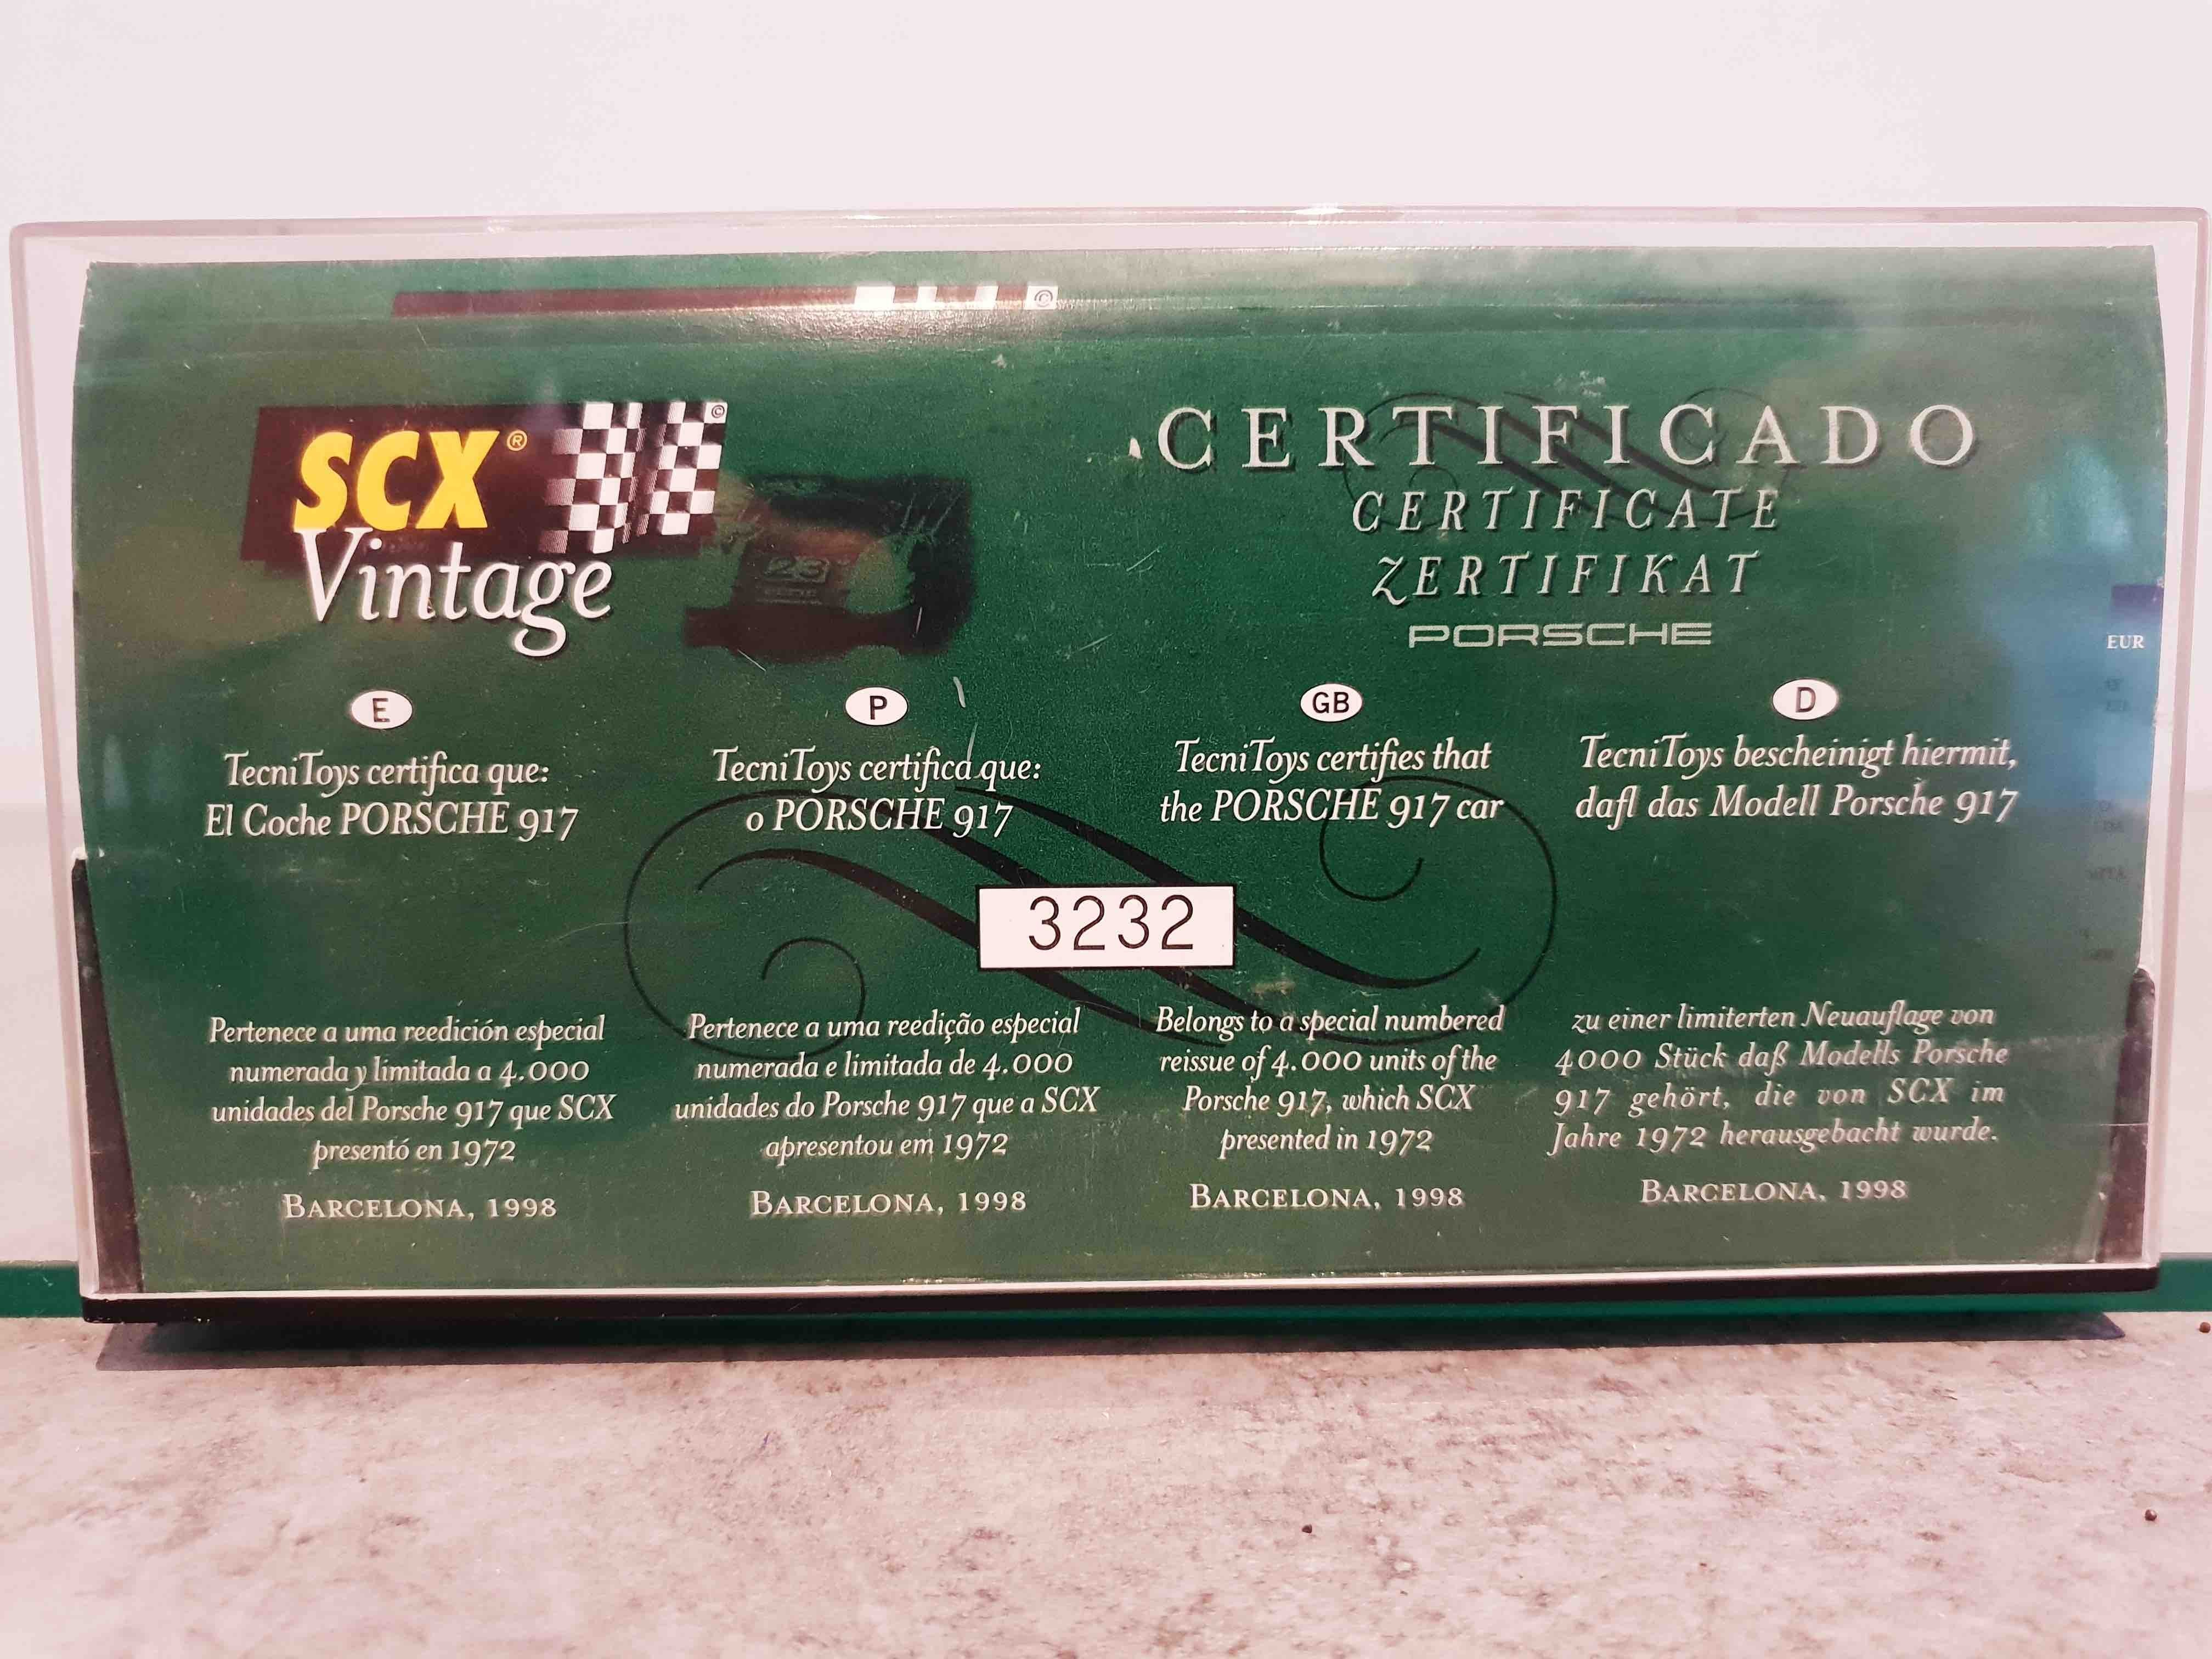 SCX®
Vintage
CERTIFICADO
CERTIFICATE
ZERTIFIKAT
PORSCHE
EUR
E
TecniToys certifica que:
El Coche PORSCHE 917
P
TecniToys certifica que:
o PORSCHE 917
GB
TecniToys certifies that
the PORSCHE 917 car
D
TecniToys bescheinigt hiermit,
dafl das Modell Porsche 917
3232
Pertenece a uma reedición especial
numerada y limitada a 4.000
unidades del Porsche 917 que SCX
presentó en 1972
BARCELONA, 1998
Pertenece a uma reedição especial
numerada e limitada de 4.000
unidades do Porsche 917 que a SCX
apresentou em 1972
BARCELONA, 1998
Belongs to a special numbered
reissue of 4.000 units of the
Porsche 917, which SCX
presented in 1972
BARCELONA, 1998
zu einer limiterten Neuauflage von
4000 Stück daß Modells Porsche
917 gehört, die von SCX im
Jahre 1972 herausgebacht wurde.
BARCELONA, 1998